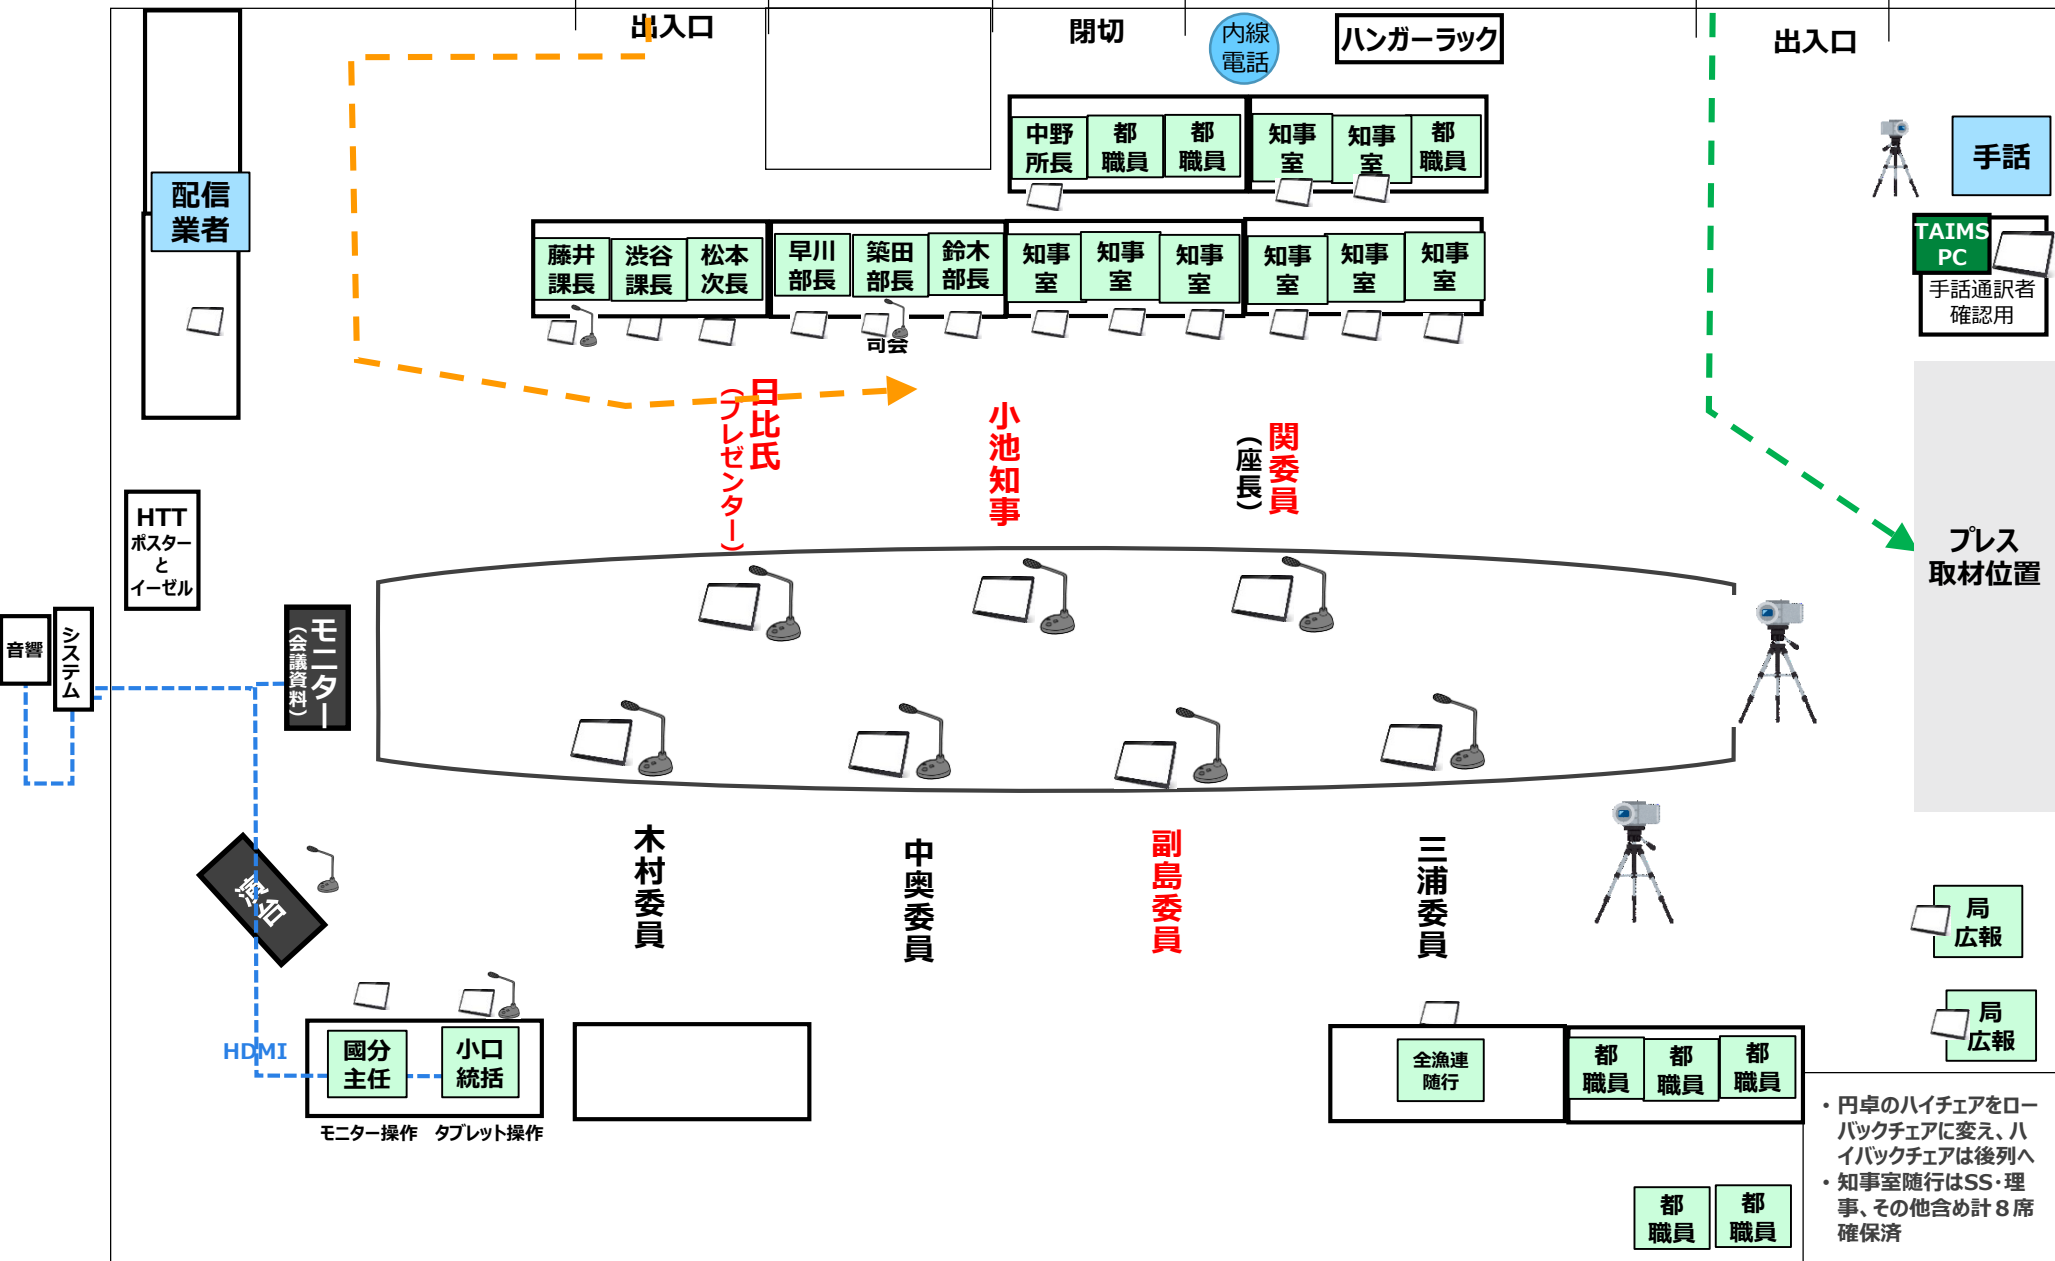 出入口
閉切
内線
電話
ハンガーラック
出入口
中野
所長
都
職員
都
職員
知事
室
知事
室
都
職員
手話
配信
業者
TAIMS
PC
手話通訳者
確認用
藤井
課長
渋谷
課長
松本
次長
早川
部長
築田
部長
鈴木
部長
知事
室
知事
室
知事
室
知事
室
知事
室
知事
室
司会
日比氏
（プレゼンター）
小池知事
関委員
（座長）
HTT
ポスター
と
イーゼル
プレス
取材位置
音響
システム
モニター
（会議資料）
演台
木村委員
中奥委員
副島委員
三浦委員
局
広報
局
広報
HDMI
國分
主任
小口
統括
モニター操作
タブレット操作
全漁連
随行
都
職員
都
職員
都
職員
都
職員
都
職員
・円卓のハイチェアをロー
バックチェアに変え、ハ
イバックチェアは後列へ
・知事室随行はSS・理
事、その他含め計８席
確保済